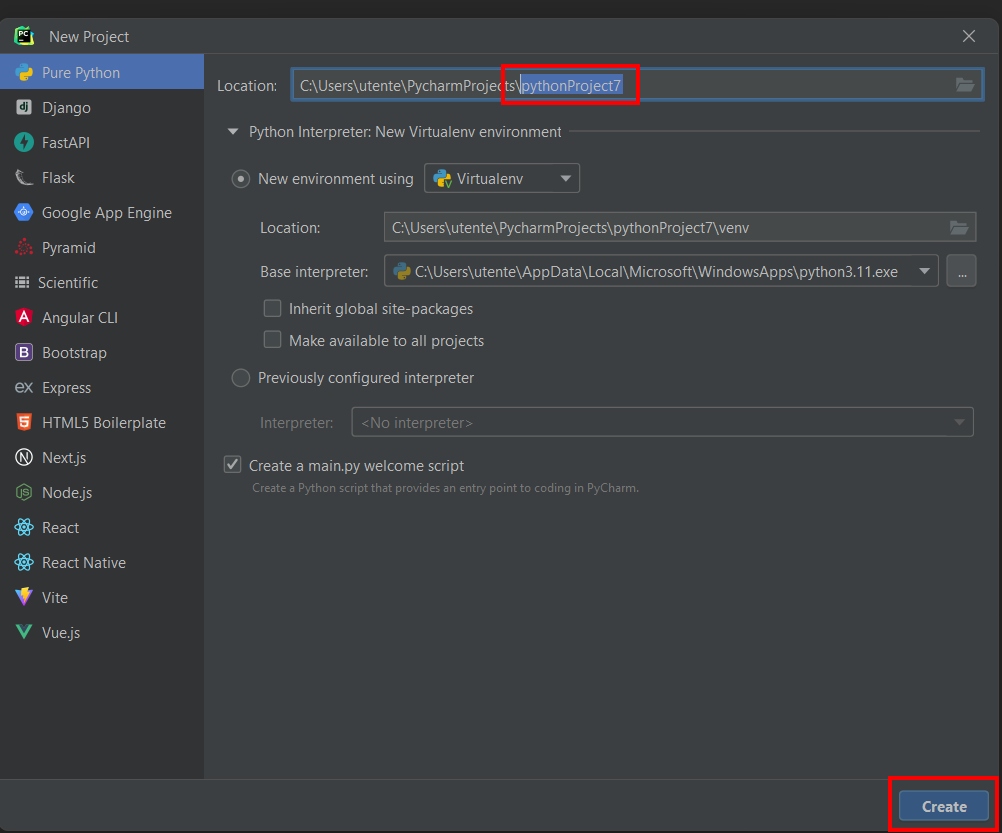 New Project
Pure Python
Django
FastAPI
Flask
Google App Engine
Pyramid
Scientific
Angular CLI
Bootstrap
Express
HTML5 Boilerplate
Next.js
Node.js
React
React Native
Vite
Vue.js
Location: C:\Users\utente\PycharmProjects\pythonProject7
Python Interpreter: New Virtualenv environment
New environment using Virtualenv
Location: C:\Users\utente\PycharmProjects\pythonProject7\venv
Base interpreter: C:\Users\utente\AppData\Local\Microsoft\WindowsApps\python3.11.exe ...
Inherit global site-packages
Make available to all projects
Previously configured interpreter
Interpreter: <No interpreter>
Create a main.py welcome script
Create a Python script that provides an entry point to coding in PyCharm.
Create